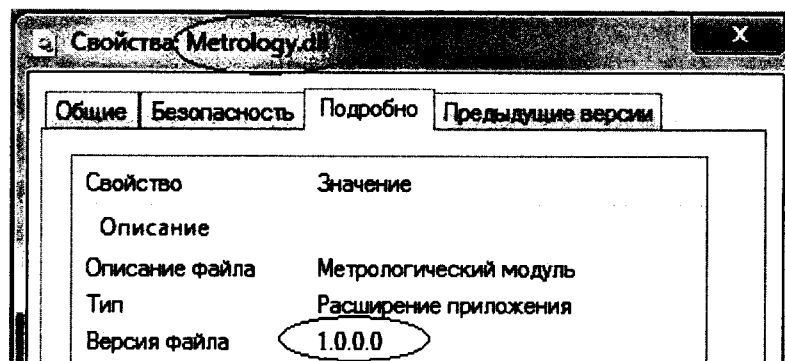 Свойства: Metrology.dll
X
Общие Безопасность Подробно Предыдущие версии
Свойство Значение
Описание
Описание файла Метрологический модуль
Тип Расширение приложения
Версия файла 1.0.0.0